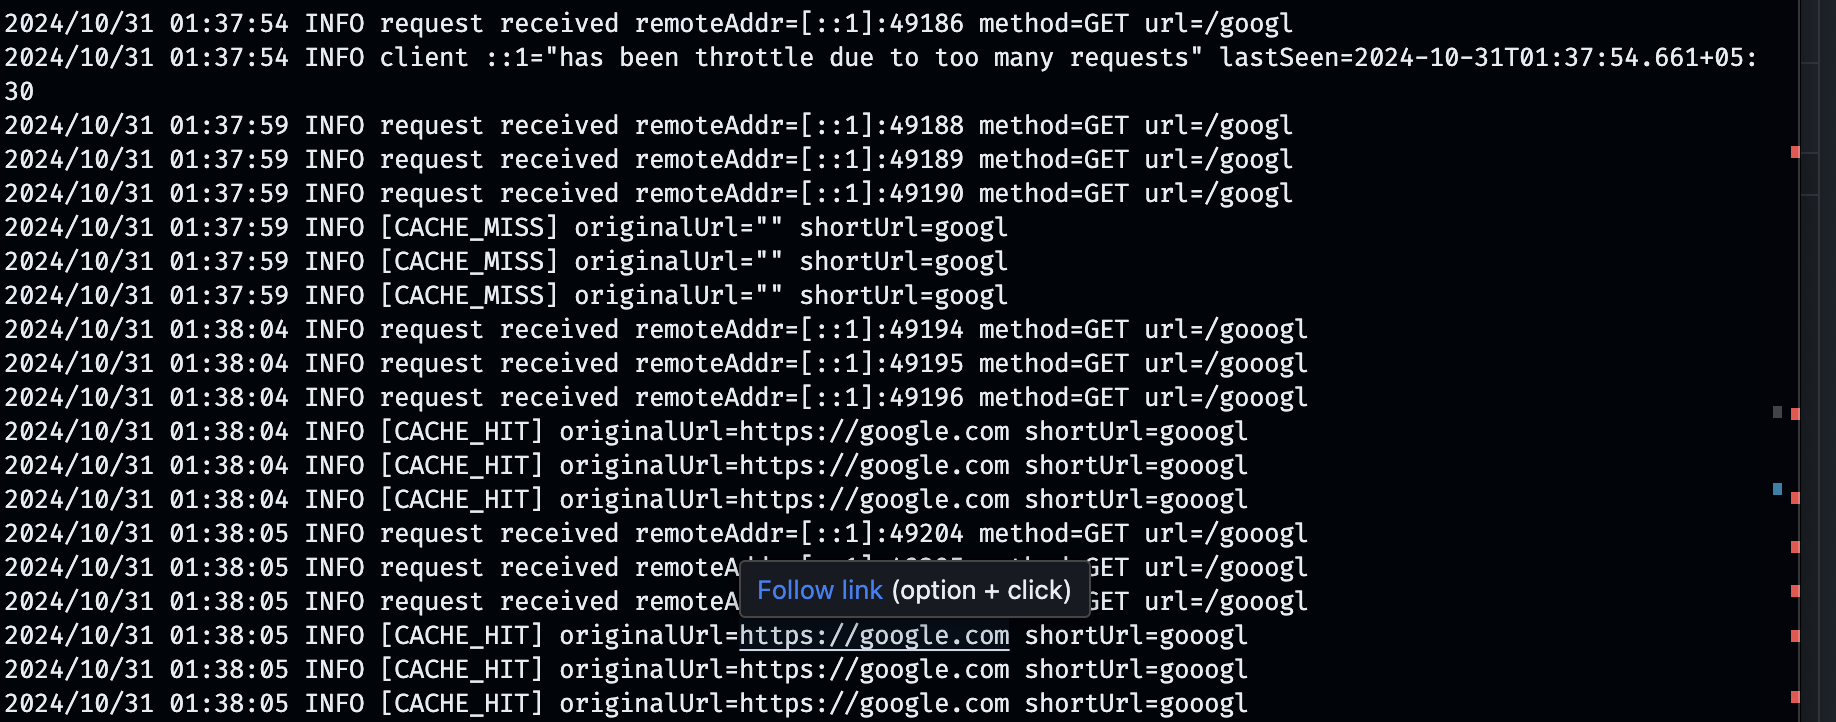 2024/10/31 01:37:54 INFO request received remoteAddr=[::1]:49186 method=GET url=/googl
2024/10/31 01:37:54 INFO client ::1="has been throttle due to too many requests" lastSeen=2024-10-31T01:37:54.661+05:
30
2024/10/31 01:37:59 INFO request received remoteAddr=[::1]:49188 method=GET url=/googl
2024/10/31 01:37:59 INFO request received remoteAddr=[::1]:49189 method=GET url=/googl
2024/10/31 01:37:59 INFO request received remoteAddr=[::1]:49190 method=GET url=/googl
2024/10/31 01:37:59 INFO [CACHE_MISS] originalUrl="" shortUrl=googl
2024/10/31 01:37:59 INFO [CACHE_MISS] originalUrl="" shortUrl=googl
2024/10/31 01:37:59 INFO [CACHE_MISS] originalUrl="" shortUrl=googl
2024/10/31 01:38:04 INFO request received remoteAddr=[::1]:49194 method=GET url=/gooogl
2024/10/31 01:38:04 INFO request received remoteAddr=[::1]:49195 method=GET url=/gooogl
2024/10/31 01:38:04 INFO request received remoteAddr=[::1]:49196 method=GET url=/gooogl
2024/10/31 01:38:04 INFO [CACHE_HIT] originalUrl=https://google.com shortUrl=gooogl
2024/10/31 01:38:04 INFO [CACHE_HIT] originalUrl=https://google.com shortUrl=gooogl
2024/10/31 01:38:04 INFO [CACHE_HIT] originalUrl=https://google.com shortUrl=gooogl
2024/10/31 01:38:05 INFO request received remoteAddr=[::1]:49204 method=GET url=/gooogl
2024/10/31 01:38:05 INFO request received remoteA GET url=/gooogl
Follow link (option + click)
2024/10/31 01:38:05 INFO request received remoteA GET url=/gooogl
2024/10/31 01:38:05 INFO [CACHE_HIT] originalUrl=https://google.com shortUrl=gooogl
2024/10/31 01:38:05 INFO [CACHE_HIT] originalUrl=https://google.com shortUrl=gooogl
2024/10/31 01:38:05 INFO [CACHE_HIT] originalUrl=https://google.com shortUrl=gooogl